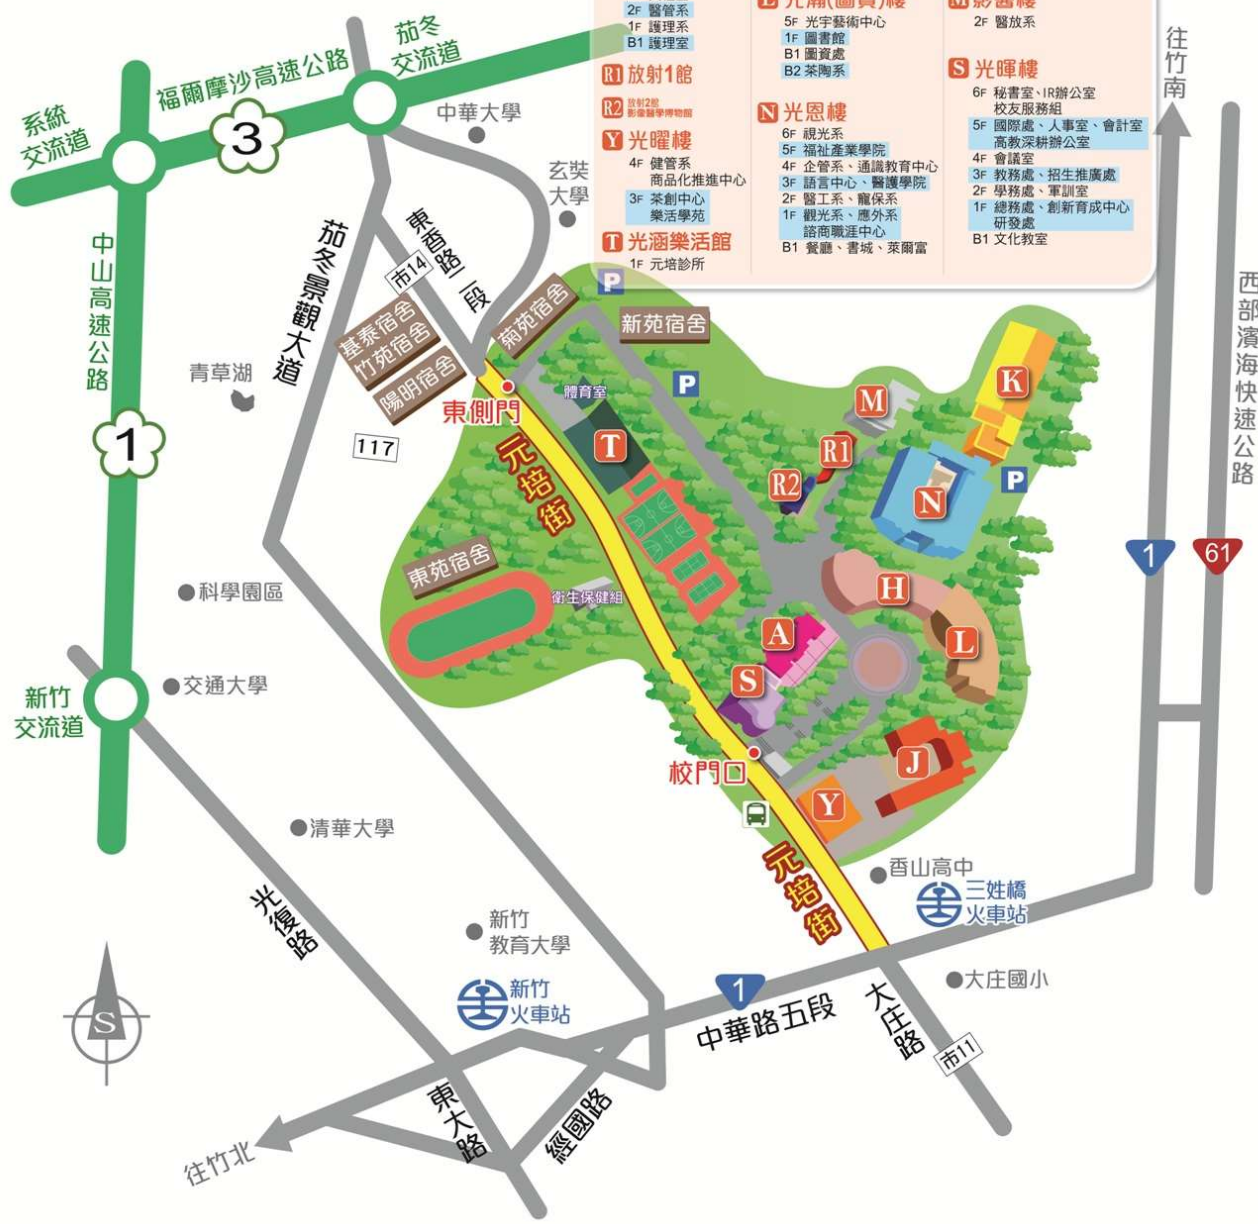 2F 醫管系
1F 護理系
B1 護理室
R1 放射1館
R2 放射2館
影像醫學博物館
Y 光曜樓
4F 健管系
商品化推進中心
3F 茶創中心
樂活學苑
T 光涵樂活館
1F 元培診所
L 光瀚(圖資)樓
5F 光宇藝術中心
1F 圖書館
B1 圖資處
B2 茶陶系
N 光恩樓
6F 視光系
5F 福祉產業學院
4F 企管系、通識教育中心
3F 語言中心、醫護學院
2F 醫工系、寵保系
1F 觀光系、應外系
諮商職涯中心
B1 餐廳、書城、萊爾富
M 影醫樓
2F 醫放系
S 光暉樓
6F 秘書室、IR辦公室
校友服務組
5F 國際處、人事室、會計室
高教深耕辦公室
4F 會議室
3F 教務處、招生推廣處
2F 學務處、軍訓室
1F 總務處、創新育成中心
研發處
B1 文化教室
往竹南
西部濱海快速公路
1
61
系統
交流道
福爾摩沙高速公路
3
茄冬
交流道
中華大學
玄奘
大學
中山高速公路
1
茄苳景觀大道
東香路二段
市14
青草湖
117
基泰宿舍
竹苑宿舍
陽明宿舍
菊苑宿舍
新苑宿舍
P
P
P
東側門
體育室
T
元培街
M
K
R1
R2
N
H
L
A
S
J
Y
東苑宿舍
衛生保健組
科學園區
交通大學
新竹
交流道
校門口
清華大學
元培街
香山高中
三姓橋
火車站
光復路
新竹
教育大學
新竹
火車站
S
1
中華路五段
大庄路
大庄國小
市11
東大路
經國路
往竹北